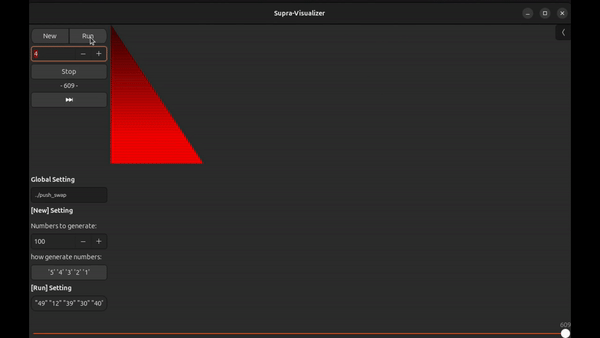 Supra-Visualizer
New Run
4
Stop
- 609 -
Global Setting
../push_swap
[New] Setting
Numbers to generate:
100
how generate numbers:
'5' '4' '3' '2' '1'
[Run] Setting
"49" "12" "39" "30" "40"
609